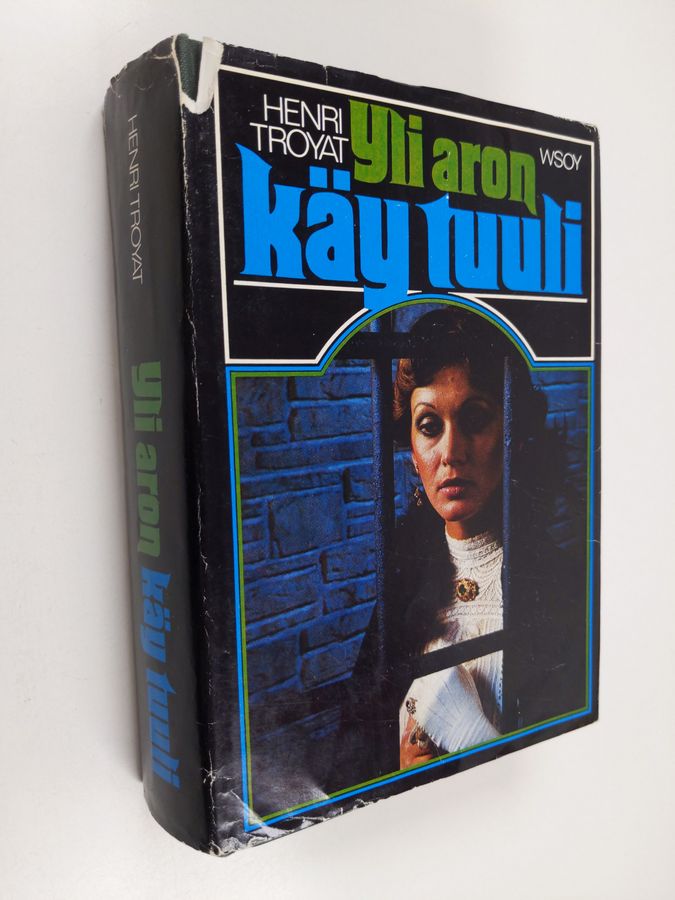 HENRI
TROYAT
Yli aron
WSOY
käy tuuli
HENRI TROYAT
Yli aron käy tuuli